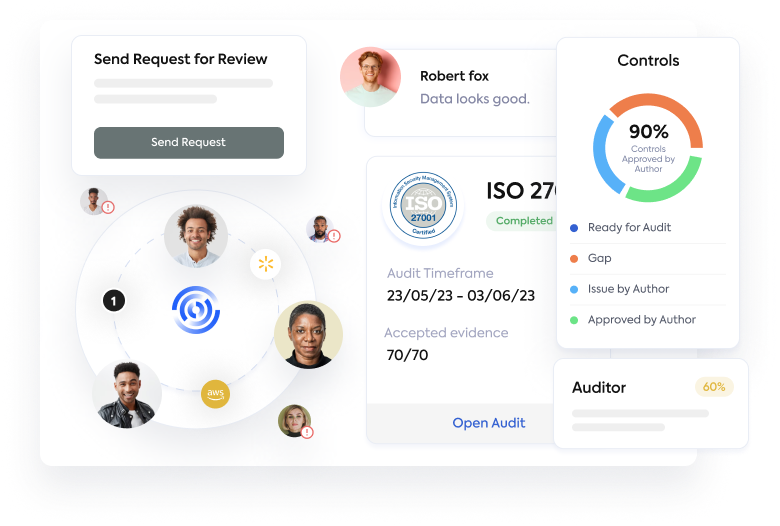 Send Request for Review
Send Request
Robert fox
Data looks good.
Controls
90%
Controls
Approved by
Author
Ready for Audit
Gap
Issue by Author
Approved by Author
Information Security Management System
ISO
27001
Certified
ISO 27
Completed
Audit Timeframe
23/05/23 - 03/06/23
Accepted evidence
70/70
Open Audit
Auditor
60%
1
aws
!
!
!